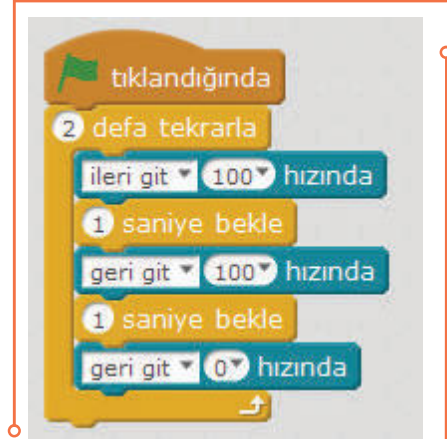 tıklandığında
2 defa tekrarla
ileri git 100 hızında
1 saniye bekle
geri git 100 hızında
1 saniye bekle
geri git 0 hızında